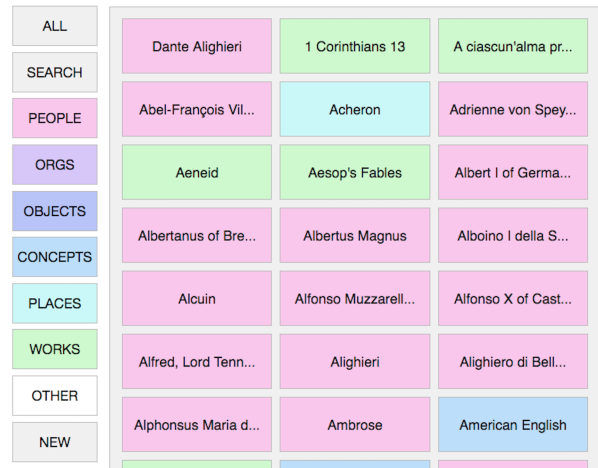 ALL
SEARCH
PEOPLE
ORGS
OBJECTS
CONCEPTS
PLACES
WORKS
OTHER
NEW
Dante Alighieri
1 Corinthians 13
A ciascun'alma pr...
Abel-François Vil...
Acheron
Adrienne von Spey...
Aeneid
Aesop's Fables
Albert I of Germa...
Albertanus of Bre...
Albertus Magnus
Alboino I della S...
Alcuin
Alfonso Muzzarell...
Alfonso X of Cast...
Alfred, Lord Tenn...
Alighieri
Alighiero di Bell...
Alphonsus Maria d...
Ambrose
American English